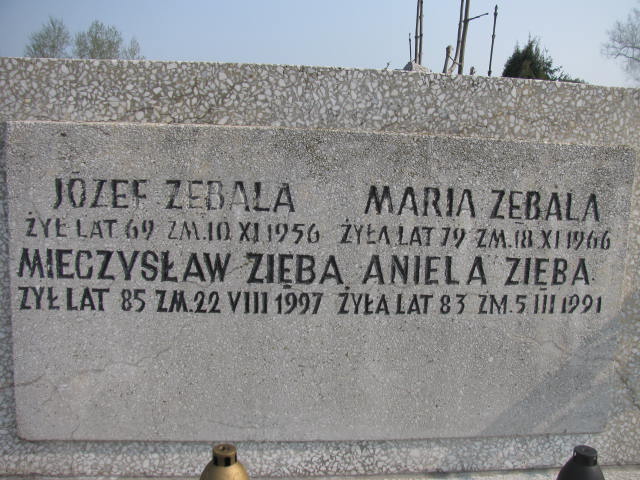 JÓZEF ZEBALA MARIA ZEBALA
ŻYŁ LAT 69 ZM.10 XI 1956 ŻYŁA LAT 79 ZM.18 XI 1966
MIECZYSŁAW ZIĘBA ANIELA ZIĘBA
ŻYŁ LAT 85 ZM.22 VIII 1997 ŻYŁA LAT 83 ZM.5 III 1991